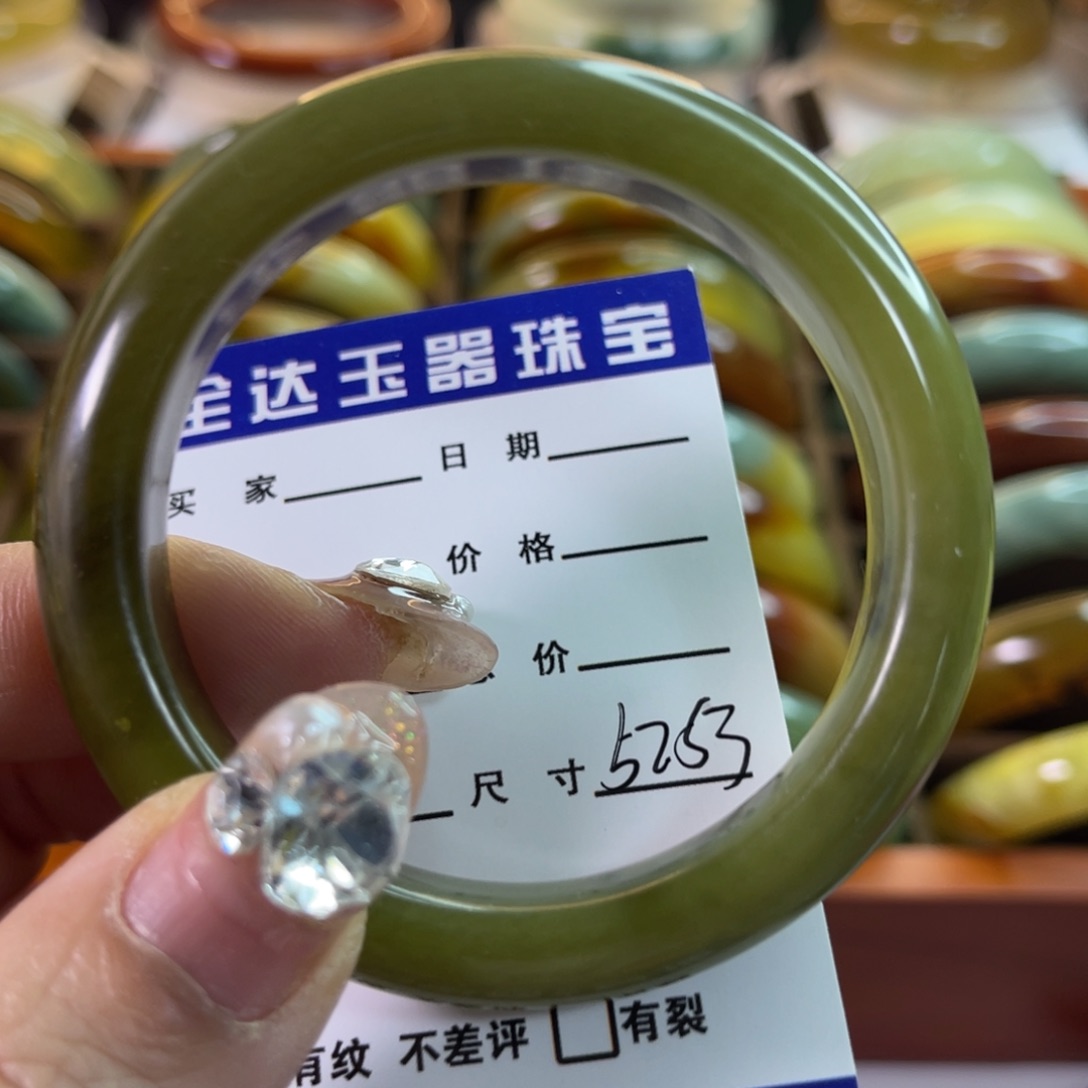 全达玉器珠宝
买 家 日 期
价 格
价
尺 寸 5253
有纹 不差评 □有裂